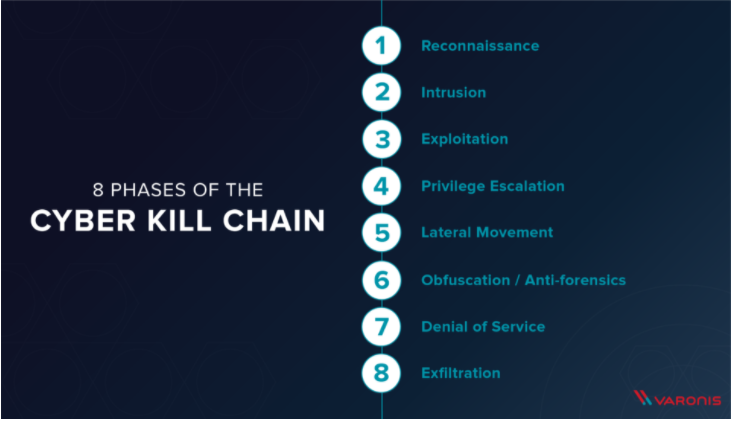 8 PHASES OF THE
CYBER KILL CHAIN
1 Reconnaissance
2 Intrusion
3 Exploitation
4 Privilege Escalation
5 Lateral Movement
6 Obfuscation / Anti-forensics
7 Denial of Service
8 Exfiltration
VARONIS